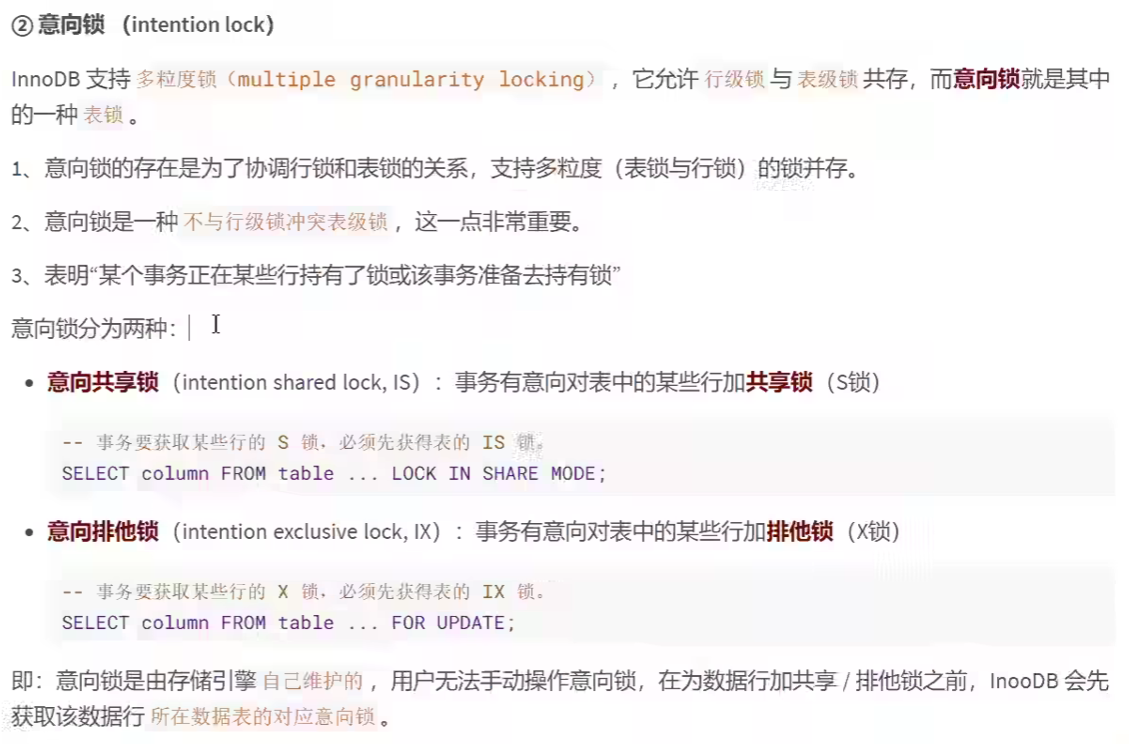 ② 意向锁 （intention lock）
InnoDB 支持 多粒度锁（multiple granularity locking） ，它允许 行级锁 与 表级锁 共存，而意向锁就是其中
的一种 表锁 。
1、意向锁的存在是为了协调行锁和表锁的关系，支持多粒度（表锁与行锁）的锁并存。
2、意向锁是一种 不与行级锁冲突表级锁 ，这一点非常重要。
3、表明“某个事务正在某些行持有了锁或该事务准备去持有锁”
意向锁分为两种：
• 意向共享锁（intention shared lock, IS）：事务有意向对表中的某些行加共享锁（S锁）
-- 事务要获取某些行的 S 锁，必须先获得表的 IS 锁。
SELECT column FROM table ... LOCK IN SHARE MODE;
• 意向排他锁（intention exclusive lock, IX）：事务有意向对表中的某些行加排他锁（X锁）
-- 事务要获取某些行的 X 锁，必须先获得表的 IX 锁。
SELECT column FROM table ... FOR UPDATE;
即：意向锁是由存储引擎 自己维护的 ，用户无法手动操作意向锁，在为数据行加共享 / 排他锁之前，InooDB 会先
获取该数据行 所在数据表的对应意向锁 。